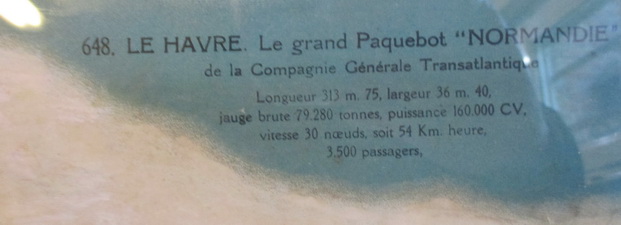 648. LE HAVRE. Le grand Paquebot "NORMANDIE"
de la Compagnie Générale Transatlantique
Longueur 313 m. 75, largeur 36 m. 40,
jauge brute 79.280 tonnes, puissance 160.000 CV,
vitesse 30 nœuds, soit 54 Km. heure,
3.500 passagers,